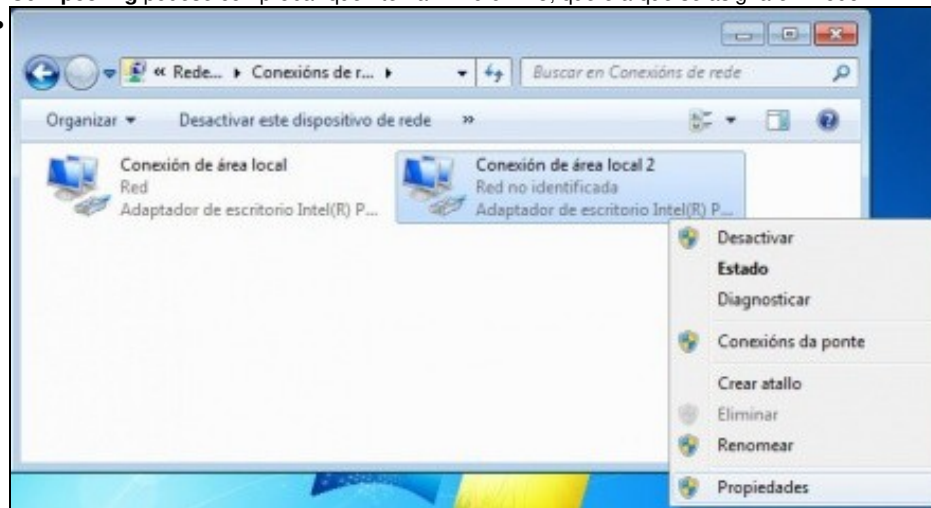 « Rede... ▸ Conexións de r... ▸
Buscar en Conexións de rede
Organizar ▾ Desactivar este dispositivo de rede »
Conexión de área local
Red
Adaptador de escritorio Intel(R) P...
Conexión de área local 2
Red no identificada
Adaptador de escritorio Intel(R) P...
Desactivar
Estado
Diagnosticar
Conexións da ponte
Crear atallo
Eliminar
Renomear
Propiedades